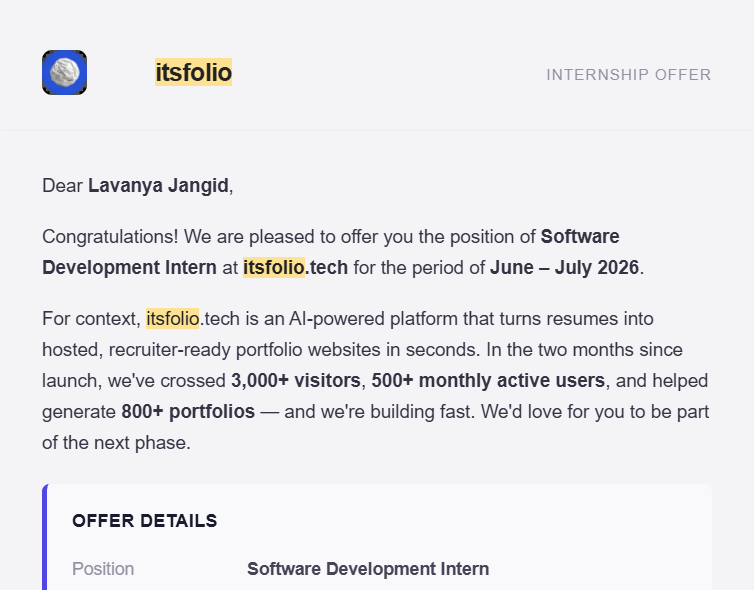 itsfolio
INTERNSHIP OFFER
Dear Lavanya Jangid,
Congratulations! We are pleased to offer you the position of Software
Development Intern at itsfolio.tech for the period of June – July 2026.
For context, itsfolio.tech is an AI-powered platform that turns resumes into
hosted, recruiter-ready portfolio websites in seconds. In the two months since
launch, we've crossed 3,000+ visitors, 500+ monthly active users, and helped
generate 800+ portfolios — and we're building fast. We'd love for you to be part
of the next phase.
OFFER DETAILS
Position Software Development Intern